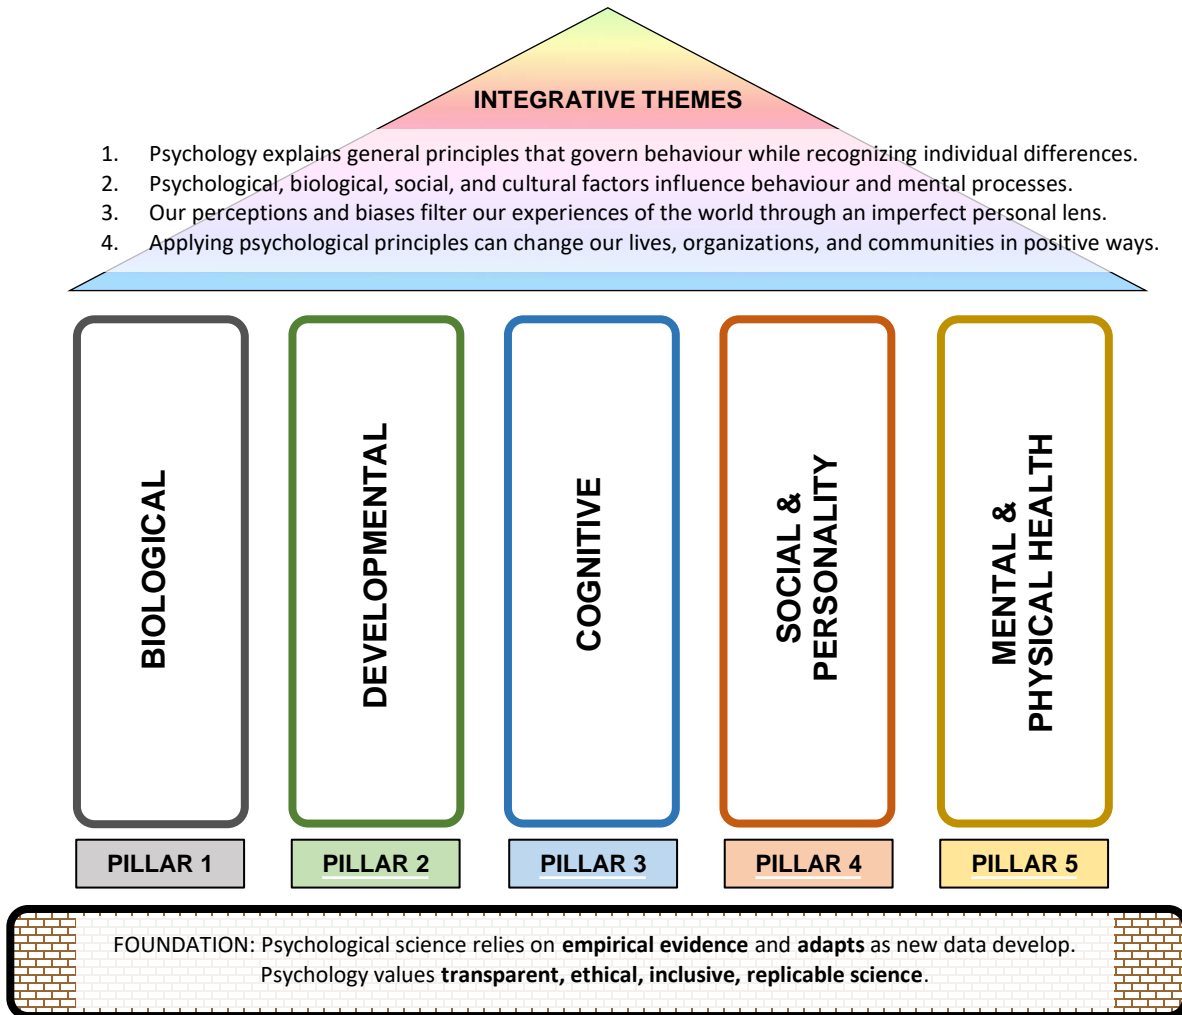 INTEGRATIVE THEMES
1. Psychology explains general principles that govern behaviour while recognizing individual differences.
2. Psychological, biological, social, and cultural factors influence behaviour and mental processes.
3. Our perceptions and biases filter our experiences of the world through an imperfect personal lens.
4. Applying psychological principles can change our lives, organizations, and communities in positive ways.
BIOLOGICAL
DEVELOPMENTAL
COGNITIVE
SOCIAL &
PERSONALITY
MENTAL &
PHYSICAL HEALTH
PILLAR 1
PILLAR 2
PILLAR 3
PILLAR 4
PILLAR 5
FOUNDATION: Psychological science relies on empirical evidence and adapts as new data develop.
Psychology values transparent, ethical, inclusive, replicable science.